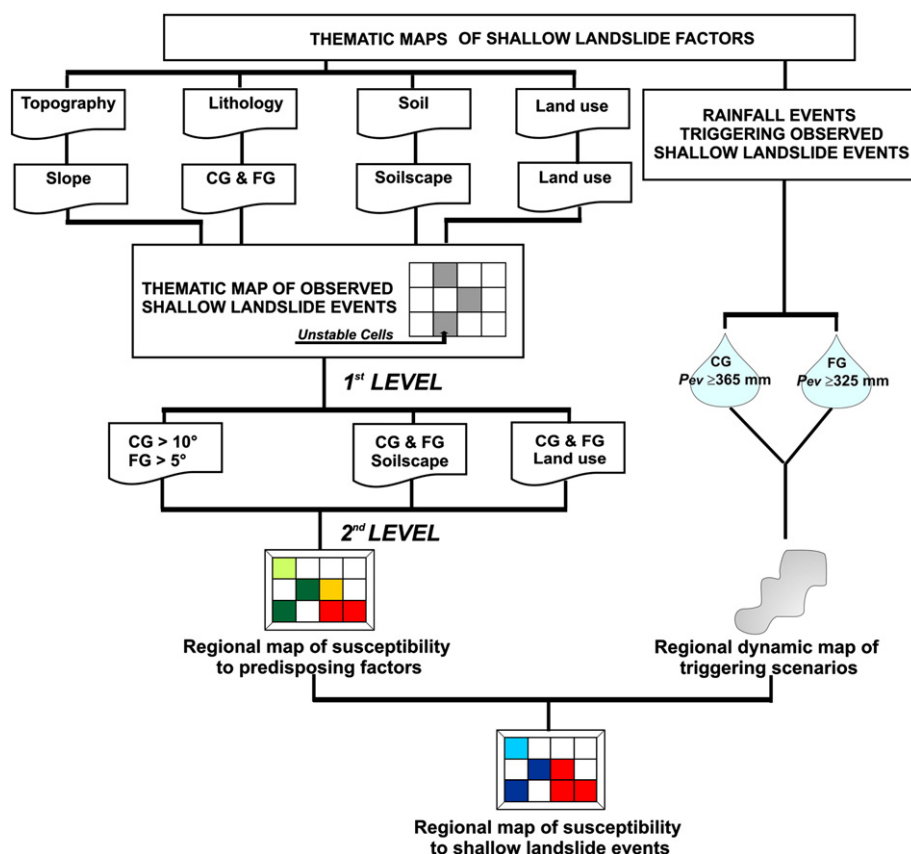 THEMATIC MAPS OF SHALLOW LANDSLIDE FACTORS
Topography
Lithology
Soil
Land use
RAINFALL EVENTS
TRIGGERING OBSERVED
SHALLOW LANDSLIDE EVENTS
Slope
CG & FG
Soilscape
Land use
THEMATIC MAP OF OBSERVED
SHALLOW LANDSLIDE EVENTS
Unstable Cells
CG
Pev ≥365 mm
FG
Pev ≥325 mm
1st LEVEL
CG > 10°
FG > 5°
CG & FG
Soilscape
CG & FG
Land use
2nd LEVEL
Regional map of susceptibility
to predisposing factors
Regional dynamic map of
triggering scenarios
Regional map of susceptibility
to shallow landslide events